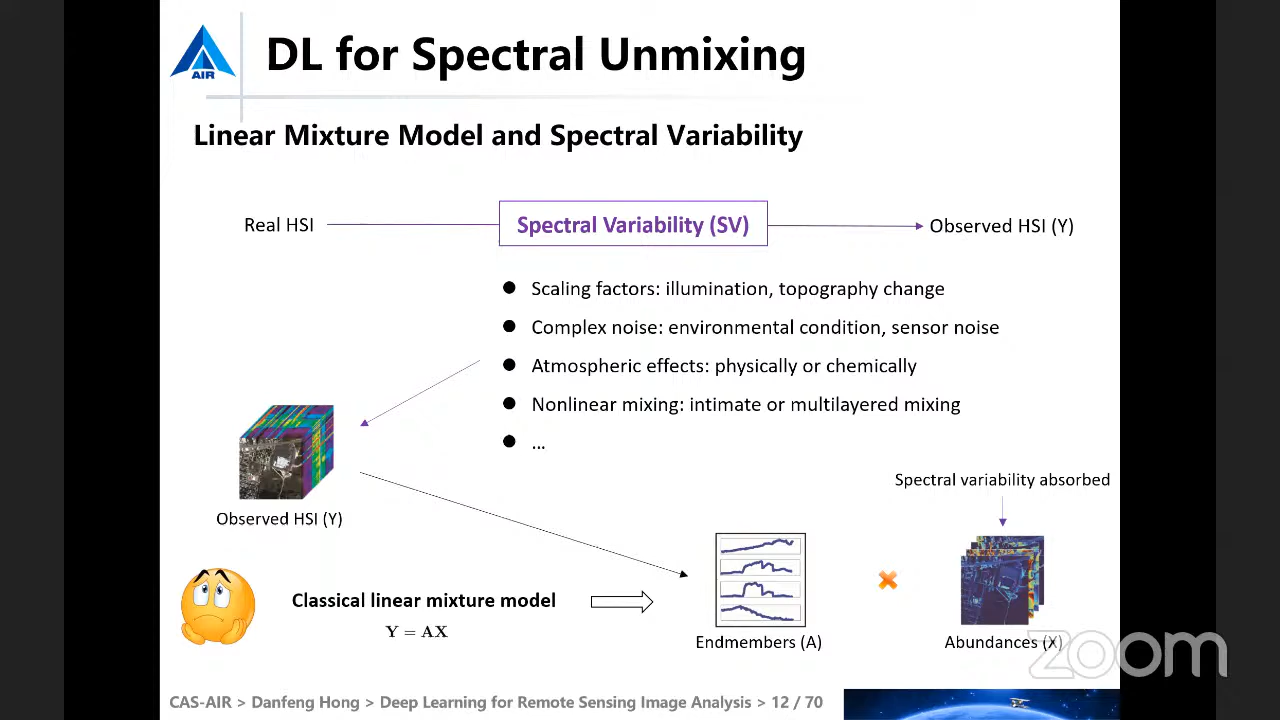 AIR
DL for Spectral Unmixing
Linear Mixture Model and Spectral Variability
Real HSI
Spectral Variability (SV)
Observed HSI (Y)
● Scaling factors: illumination, topography change
● Complex noise: environmental condition, sensor noise
● Atmospheric effects: physically or chemically
● Nonlinear mixing: intimate or multilayered mixing
● ...
Spectral variability absorbed
Observed HSI (Y)
Classical linear mixture model
Y = AX
Endmembers (A)
Abundances (X)
zoom
CAS-AIR > Danfeng Hong > Deep Learning for Remote Sensing Image Analysis > 12 / 70